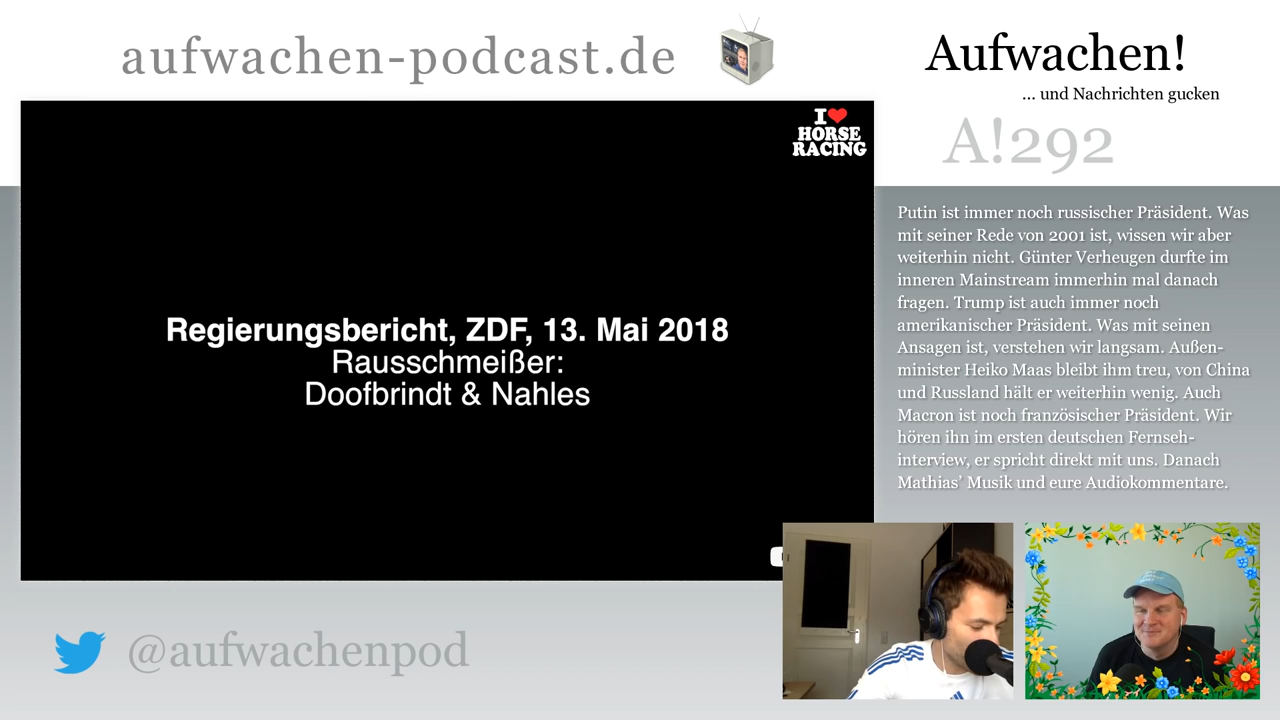 aufwachen-podcast.de
Aufwachen!
... und Nachrichten gucken
A!292
I❤
HORSE
RACING
Regierungsbericht, ZDF, 13. Mai 2018
Rausschmeißer:
Doofbrindt & Nahles
Putin ist immer noch russischer Präsident. Was
mit seiner Rede von 2001 ist, wissen wir aber
weiterhin nicht. Günter Verheugen durfte im
inneren Mainstream immerhin mal danach
fragen. Trump ist auch immer noch
amerikanischer Präsident. Was mit seinen
Ansagen ist, verstehen wir langsam. Außen-
minister Heiko Maas bleibt ihm treu, von China
und Russland hält er weiterhin wenig. Auch
Macron ist noch französischer Präsident. Wir
hören ihn im ersten deutschen Fernseh-
interview, er spricht direkt mit uns. Danach
Mathias’ Musik und eure Audiokommentare.
@aufwachenpod